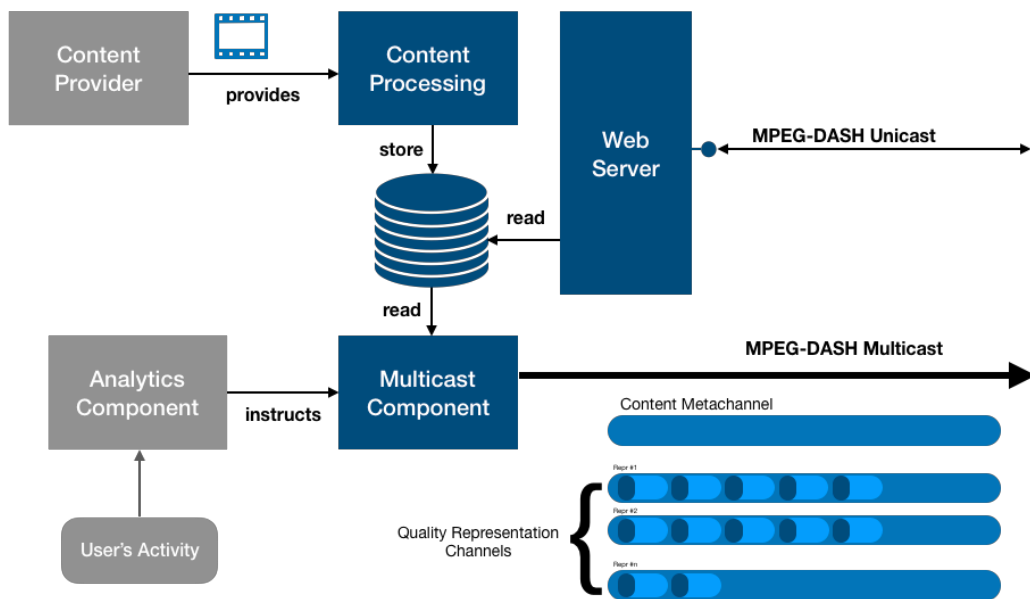 Content
Provider
provides
Content
Processing
store
Web
Server
MPEG-DASH Unicast
read
read
Analytics
Component
instructs
Multicast
Component
MPEG-DASH Multicast
Content Metachannel
User's Activity
Quality Representation
Channels
Repr #1
Repr #2
Repr #n